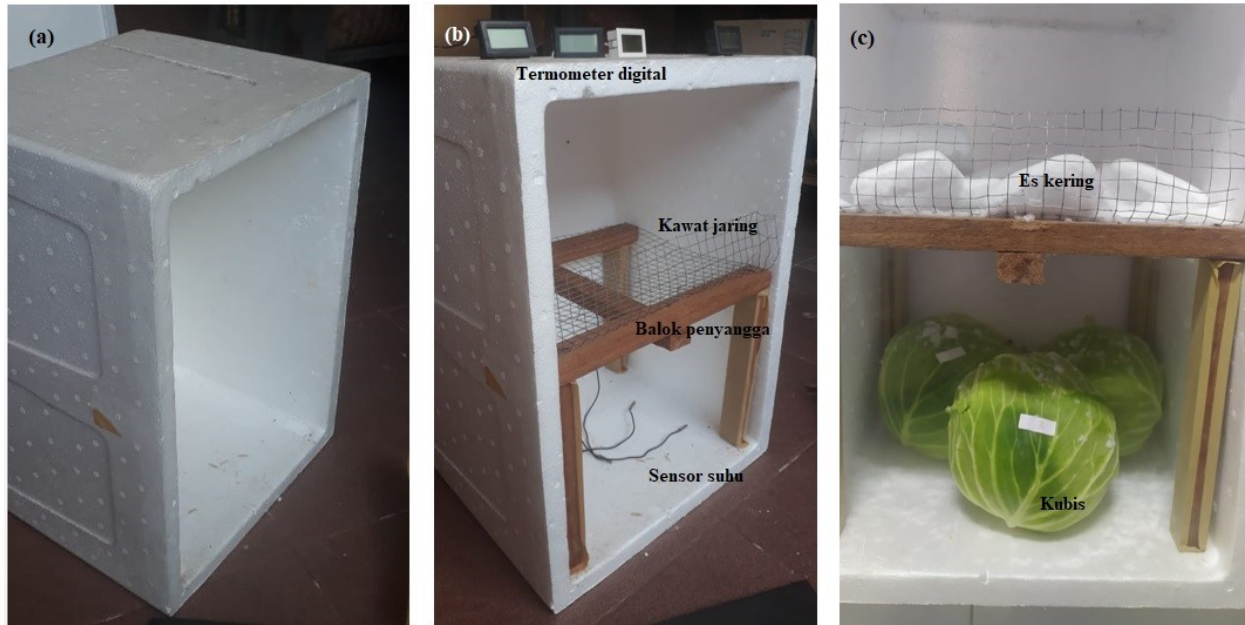 (a)
(b)
Termometer digital
Kawat jaring
Balok penyangga
Sensor suhu
(c)
Es kering
Kubis